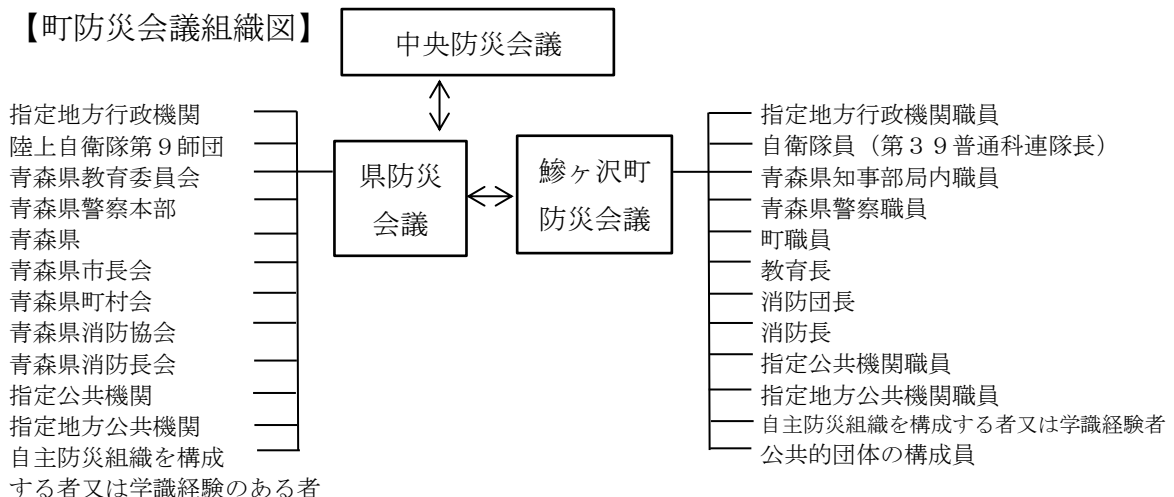 【町防災会議組織図】
中央防災会議
指定地方行政機関
陸上自衛隊第９師団
青森県教育委員会
青森県警察本部
青森県
青森県市長会
青森県町村会
青森県消防協会
青森県消防長会
指定公共機関
指定地方公共機関
自主防災組織を構成
する者又は学識経験のある者
県防災
会議
鰺ヶ沢町
防災会議
指定地方行政機関職員
自衛隊員（第３９普通科連隊長）
青森県知事部局内職員
青森県警察職員
町職員
教育長
消防団長
消防長
指定公共機関職員
指定地方公共機関職員
自主防災組織を構成する者又は学識経験者
公共的団体の構成員